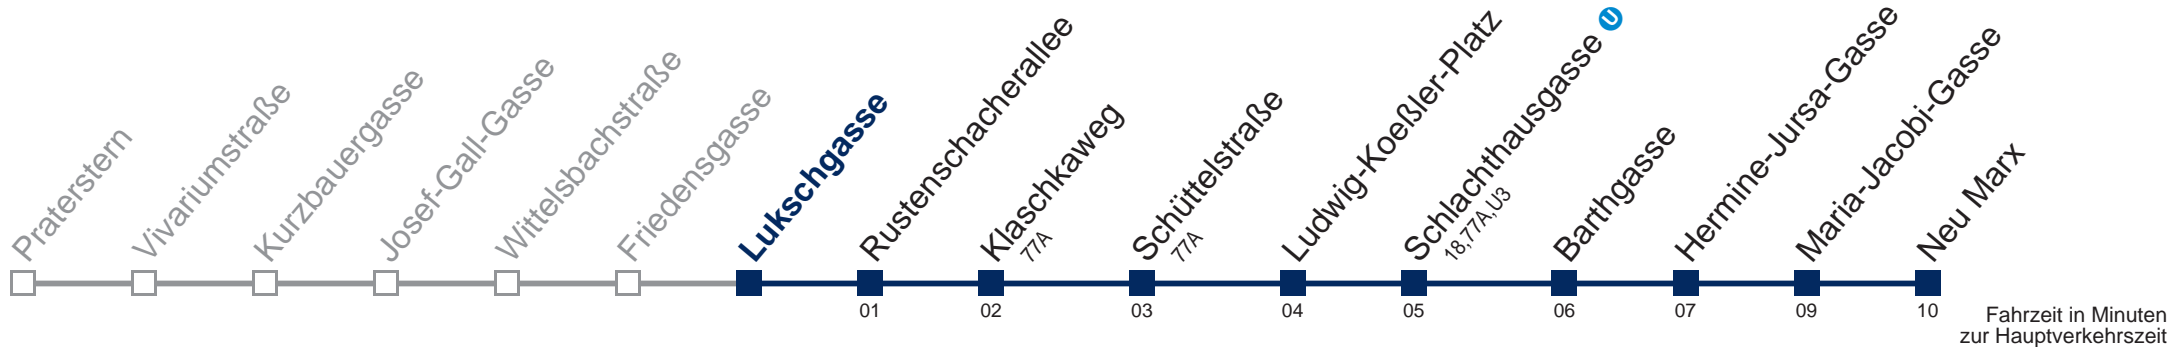 Praterstern
Vivariumstraße
Kurzbauergasse
Josef-Gall-Gasse
Wittelsbachstraße
Friedensgasse
Lukschgasse
Rustenschacherallee
Klaschkaweg
77A
Schüttelstraße
77A
Ludwig-Koeßler-Platz
Schlachthausgasse U
18,77A,U3
Barthgasse
Hermine-Jursa-Gasse
Maria-Jacobi-Gasse
Neu Marx
01 02 03 04 05 06 07 09 10
Fahrzeit in Minuten
zur Hauptverkehrszeit